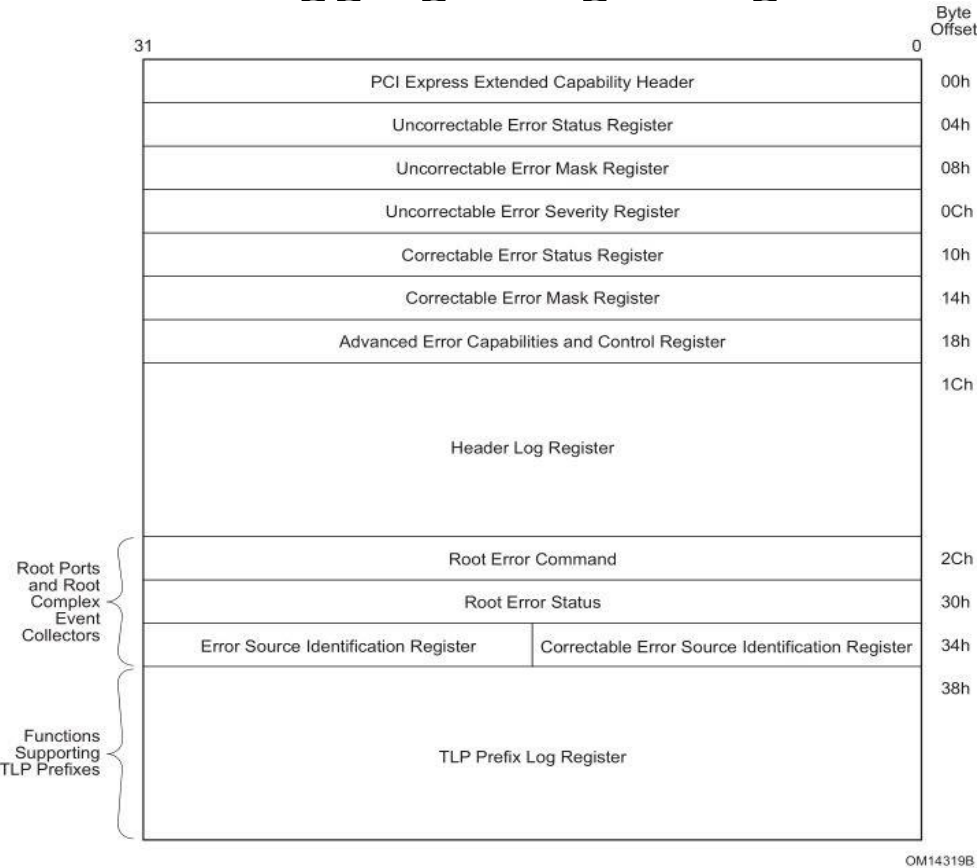 Byte
Offset
31 0
PCI Express Extended Capability Header 00h
Uncorrectable Error Status Register 04h
Uncorrectable Error Mask Register 08h
Uncorrectable Error Severity Register 0Ch
Correctable Error Status Register 10h
Correctable Error Mask Register 14h
Advanced Error Capabilities and Control Register 18h
1Ch
Header Log Register
Root Ports
and Root
Complex
Event
Collectors
Root Error Command 2Ch
Root Error Status 30h
Error Source Identification Register Correctable Error Source Identification Register 34h
38h
Functions
Supporting
TLP Prefixes
TLP Prefix Log Register
OM14319B